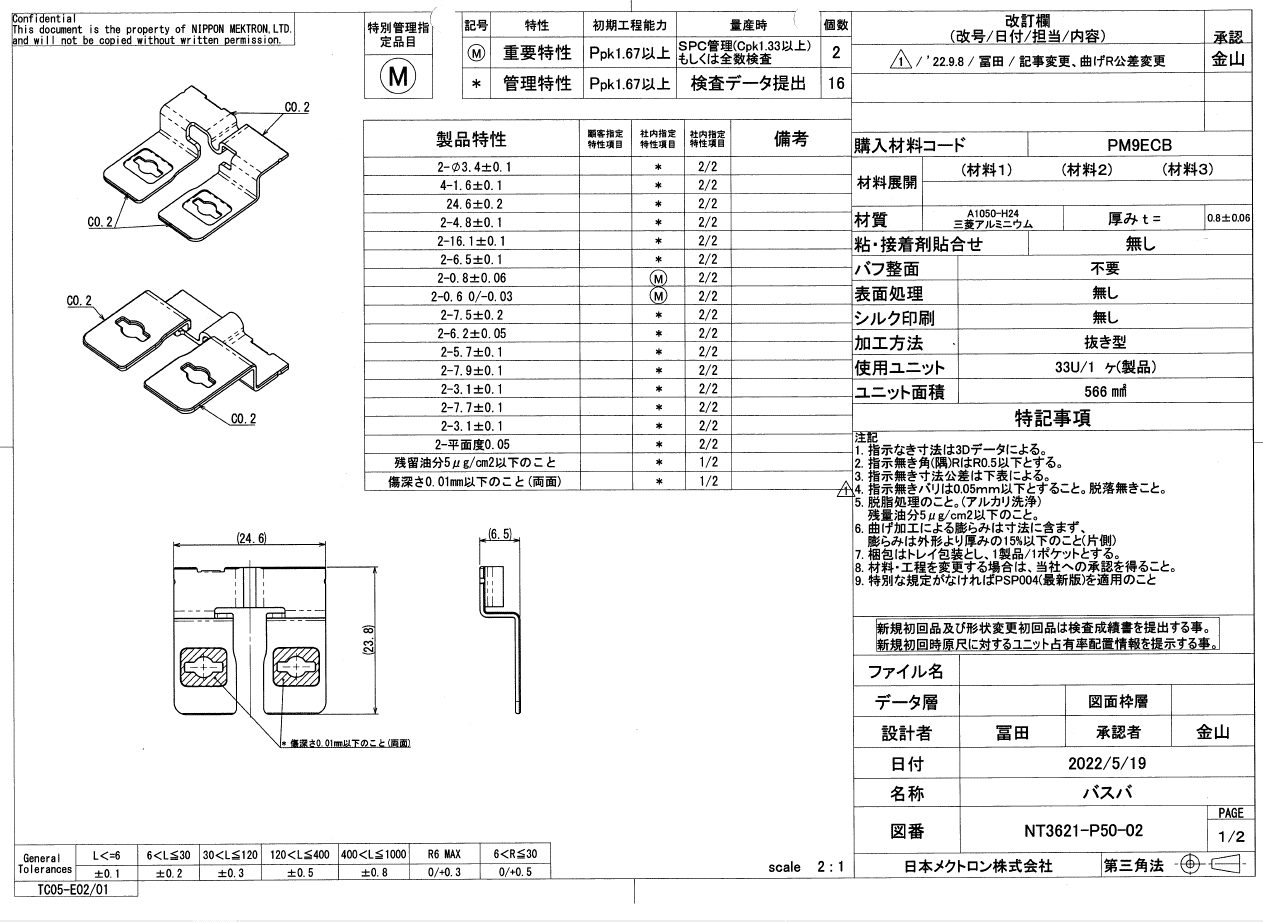 Confidential
This document is the property of NIPPON MEKTRON,LTD.
and will not be copied without written permission.
特別管理指定品目
Ⓜ
記号 特性 初期工程能力 量産時 個数
Ⓜ 重要特性 Ppk1.67以上 SPC管理(Cpk1.33以上)もしくは全数検査 2
* 管理特性 Ppk1.67以上 検査データ提出 16
製品特性 顧客指定特性項目 社内指定特性項目 社内指定特性項目 備考
2-φ3.4±0.1 * 2/2
4-1.6±0.1 * 2/2
24.6±0.2 * 2/2
2-4.8±0.1 * 2/2
2-16.1±0.1 * 2/2
2-6.5±0.1 * 2/2
2-0.8±0.06 Ⓜ 2/2
2-0.6 0/-0.03 Ⓜ 2/2
2-7.5±0.2 * 2/2
2-6.2±0.05 * 2/2
2-5.7±0.1 * 2/2
2-7.9±0.1 * 2/2
2-3.1±0.1 * 2/2
2-7.7±0.1 * 2/2
2-3.1±0.1 * 2/2
2-平面度0.05 * 2/2
残留油分5μg/cm2以下のこと * 1/2
傷深さ0.01mm以下のこと(両面) * 1/2
C0.2
C0.2
C0.2
C0.2
(24.6)
(23.8)
(6.5)
* 傷深さ0.01mm以下のこと(両面)
改訂欄
(改号/日付/担当/内容) 承認
1 / '22.9.8 / 冨田 / 記事変更、曲げR公差変更 金山
購入材料コード PM9ECB
材料展開 (材料1) (材料2) (材料3)
材質 A1050-H24 三菱アルミニウム 厚みt= 0.8±0.06
粘・接着剤貼合せ 無し
バフ整面 不要
表面処理 無し
シルク印刷 無し
加工方法 抜き型
使用ユニット 33U/1 ヶ(製品)
ユニット面積 566 ㎟
特記事項
注記
1. 指示なき寸法は3Dデータによる。
2. 指示無き角(隅)RはR0.5以下とする。
3. 指示無き寸法公差は下表による。
1 4. 指示無きバリは0.05mm以下とすること。脱落無きこと。
5. 脱脂処理のこと。(アルカリ洗浄)
残量油分5μg/cm2以下のこと。
6. 曲げ加工による膨らみは寸法に含まず、
膨らみは外形より厚みの15%以下のこと(片側)
7. 梱包はトレイ包装とし、1製品/1ポケットとする。
8. 材料・工程を変更する場合は、当社への承認を得ること。
9. 特別な規定がなければPSP004(最新版)を適用のこと
新規初回品及び形状変更初回品は検査成績書を提出する事。
新規初回時原尺に対するユニット占有率配置情報を提示する事。
ファイル名
データ層 図面枠層
設計者 冨田 承認者 金山
日付 2022/5/19
名称 バスバ
図番 NT3621-P50-02 PAGE 1/2
日本メクトロン株式会社 第三角法
scale 2:1
General Tolerances L<=6 6<L≦30 30<L≦120 120<L≦400 400<L≦1000 R6 MAX 6<R≦30
±0.1 ±0.2 ±0.3 ±0.5 ±0.8 0/+0.3 0/+0.5
TC05-E02/01